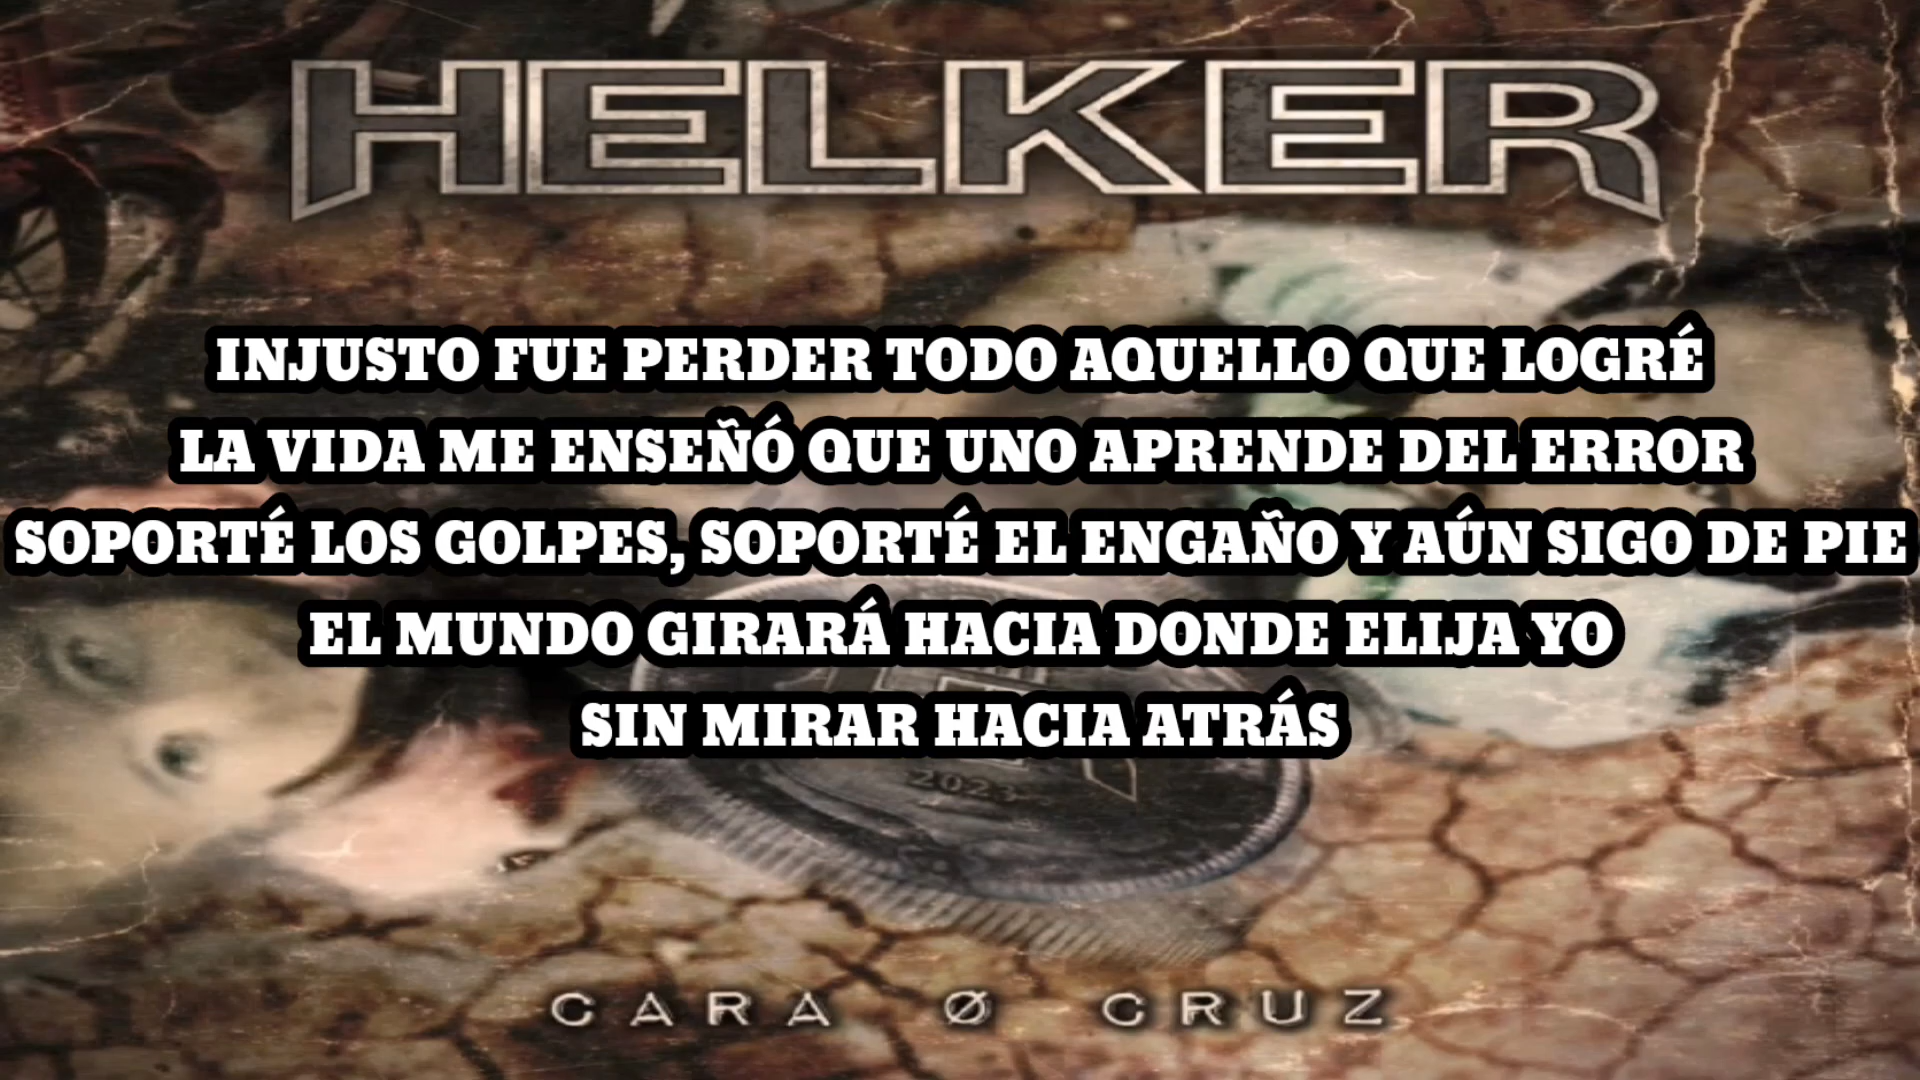 HELKER
INJUSTO FUE PERDER TODO AQUELLO QUE LOGRÉ
LA VIDA ME ENSEÑÓ QUE UNO APRENDE DEL ERROR
SOPORTÉ LOS GOLPES, SOPORTÉ EL ENGAÑO Y AÚN SIGO DE PIE
EL MUNDO GIRARÁ HACIA DONDE ELIJA YO
SIN MIRAR HACIA ATRÁS
2023
CARA Ø CRUZ